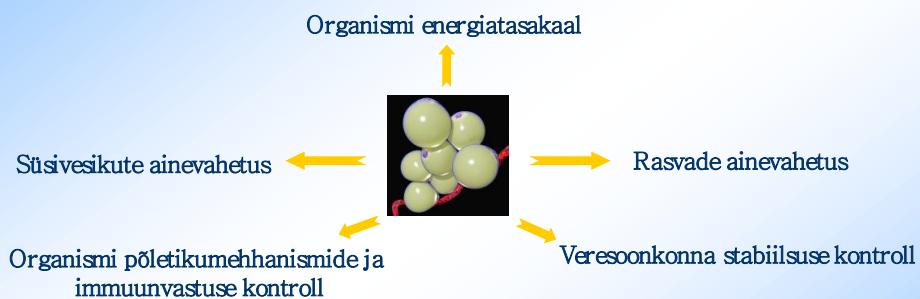 Organismi energiatasakaal
Süsivesikute ainevahetus
Rasvade ainevahetus
Organismi põletikumehhanismide ja
immuunvastuse kontroll
Veresoonkonna stabiilsuse kontroll